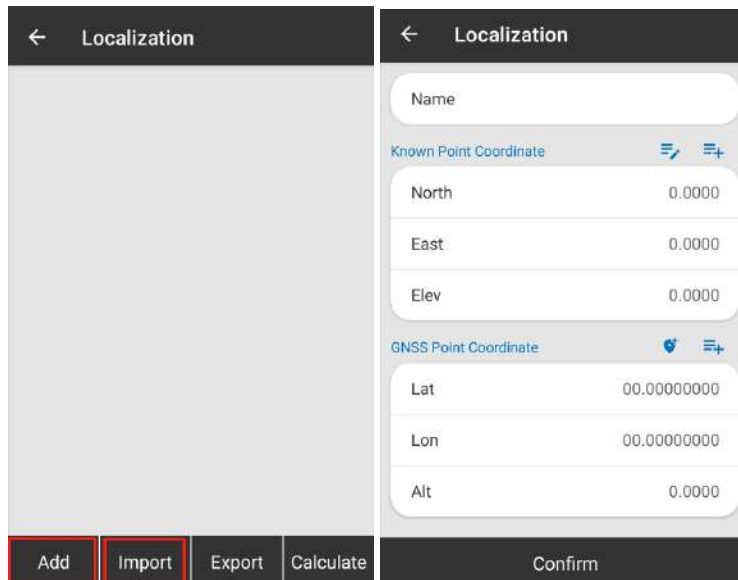 Localization
Add Import Export Calculate
Localization
Name
Known Point Coordinate
North 0.0000
East 0.0000
Elev 0.0000
GNSS Point Coordinate
Lat 00.00000000
Lon 00.00000000
Alt 0.0000
Confirm